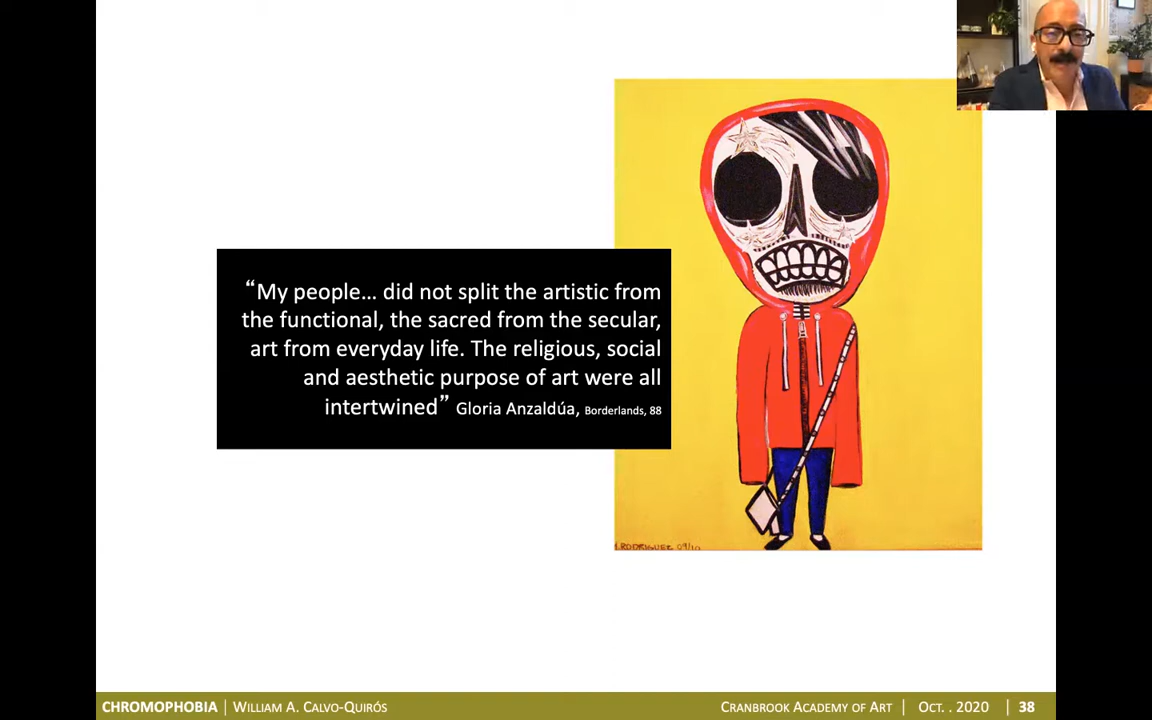 “My people... did not split the artistic from
the functional, the sacred from the secular,
art from everyday life. The religious, social
and aesthetic purpose of art were all
intertwined” Gloria Anzaldúa, Borderlands, 88
I.RODRIGUEZ 09/10
CHROMOPHOBIA | WILLIAM A. CALVO-QUIRÓS CRANBROOK ACADEMY OF ART | OCT. . 2020 | 38